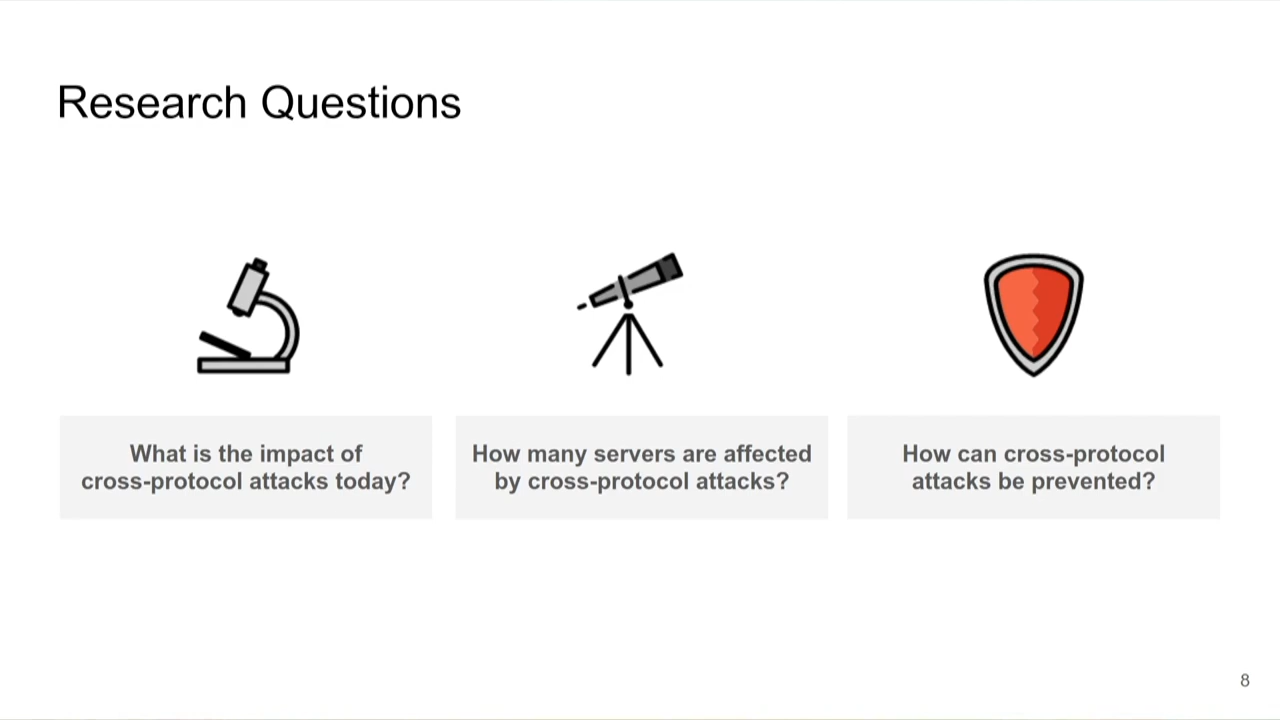 Research Questions
What is the impact of
cross-protocol attacks today?
How many servers are affected
by cross-protocol attacks?
How can cross-protocol
attacks be prevented?
8